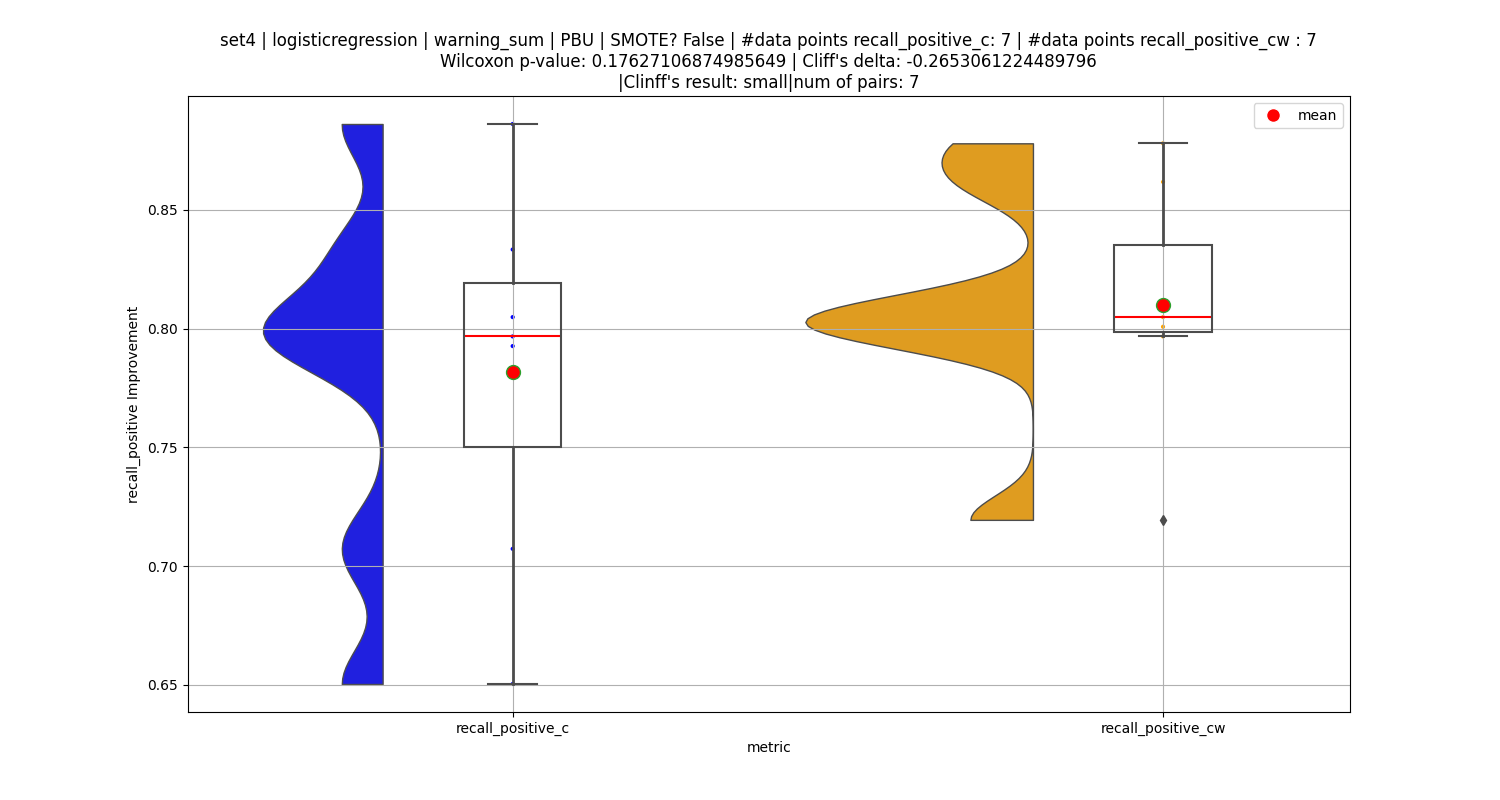 set4 | logisticregression | warning_sum | PBU | SMOTE? False | #data points recall_positive_c: 7 | #data points recall_positive_cw : 7
Wilcoxon p-value: 0.17627106874985649 | Cliff's delta: -0.2653061224489796
|Clinff's result: small|num of pairs: 7
mean
0.85
0.80
0.75
0.70
0.65
recall_positive Improvement
recall_positive_c
recall_positive_cw
metric